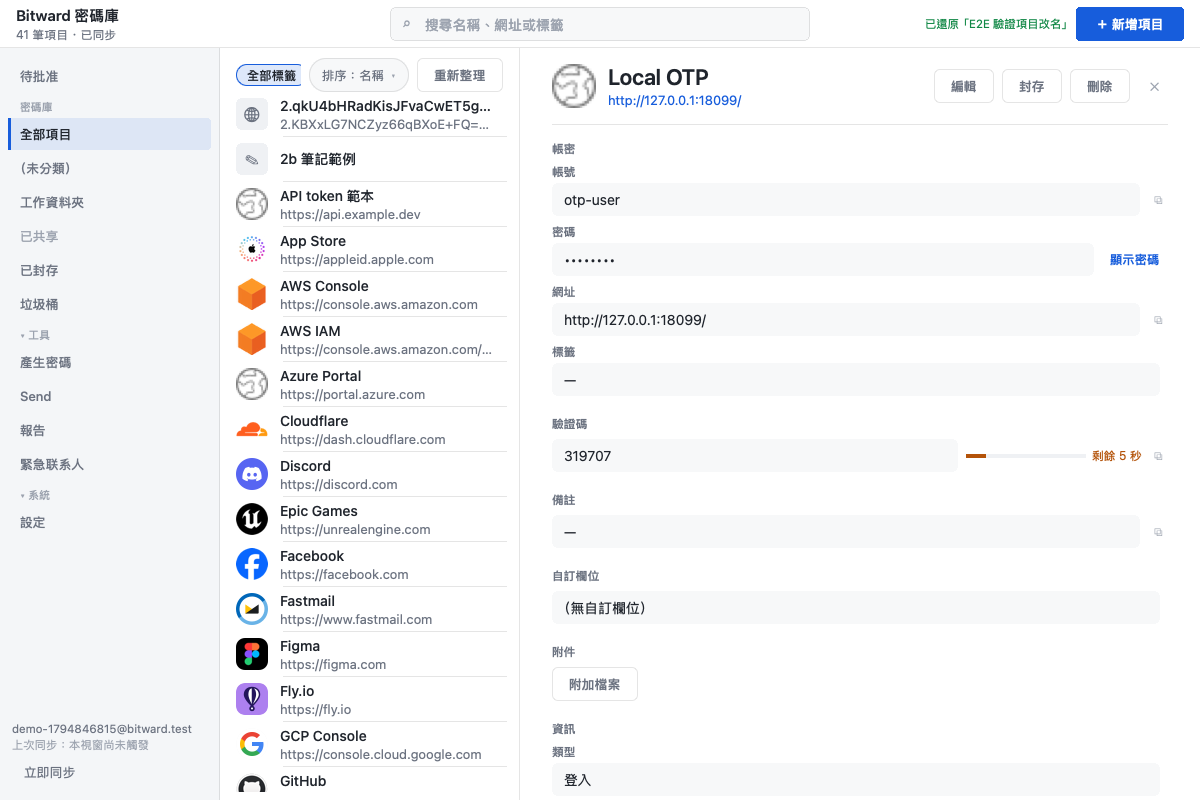 Bitward 密碼庫
41 筆項目 · 已同步
搜尋名稱、網址或標籤
已還原「E2E 驗證項目改名」
+ 新增項目
待批准
密碼庫
全部項目
(未分類)
工作資料夾
已共享
已封存
垃圾桶
工具
產生密碼
Send
報告
緊急联系人
系統
設定
demo-1794846815@bitward.test
上次同步：本視窗尚未觸發
立即同步
全部標籤
排序：名稱
重新整理
2.qkU4bHRadKisJFvaCwET5g...
2.KBXxLG7NCZyz66qBXoE+FQ=...
2b 筆記範例
API token 範本
https://api.example.dev
App Store
https://appleid.apple.com
AWS Console
https://console.aws.amazon.com
AWS IAM
https://console.aws.amazon.com/...
Azure Portal
https://portal.azure.com
Cloudflare
https://dash.cloudflare.com
Discord
https://discord.com
Epic Games
https://unrealengine.com
Facebook
https://facebook.com
Fastmail
https://www.fastmail.com
Figma
https://figma.com
Fly.io
https://fly.io
GCP Console
https://console.cloud.google.com
GitHub
Local OTP
http://127.0.0.1:18099/
編輯
封存
刪除
帳密
帳號
otp-user
密碼
••••••••
顯示密碼
網址
http://127.0.0.1:18099/
標籤
—
驗證碼
319707
剩餘 5 秒
備註
—
自訂欄位
(無自訂欄位)
附件
附加檔案
資訊
類型
登入